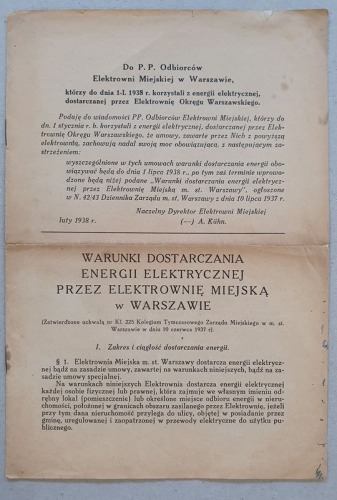 Do P. P. Odbiorców
Elektrowni Miejskiej w Warszawie,
którzy do dnia 1-I. 1938 r. korzystali z energii elektrycznej,
dostarczanej przez Elektrownię Okręgu Warszawskiego.
Podaję do wiadomości PP. Odbiorców Elektrowni Miejskiej, którzy do
dn. 1 stycznia r. b. korzystali z energii elektrycznej, dostarczanej przez Elek-
trownię Okręgu Warszawskiego, że umowy, zawarte przez Nich z powyższą
elektrownią, zachowują nadal swoją moc obowiązującą, z następującym za-
strzeżeniem:
wyszczególnione w tych umowach warunki dostarczania energii obo-
wiązywać będą do dnia 1 lipca 1938 r., po tym zaś terminie wprowa-
dzone będą niżej podane „Warunki dostarczania energii elektrycz-
nej przez Elektrownię Miejską m. st. Warszawy", ogłoszone
w N. 42/43 Dziennika Zarządu m. st. Warszawy z dnia 10 lipca 1937 r.
Naczelny Dyrektor Elektrowni Miejskiej
luty 1938 r. (—) A. Kühn.
WARUNKI DOSTARCZANIA
ENERGII ELEKTRYCZNEJ
PRZEZ ELEKTROWNIĘ MIEJSKĄ
w WARSZAWIE
(Zatwierdzone uchwałą nr Kl. 225 Kolegium Tymczasowego Zarządu Miejskiego w m. st.
Warszawie w dniu 10 czerwca 1937 r.).
I. Zakres i ciągłość dostarczania energii.
§ 1. Elektrownia Miejska m. st. Warszawy dostarcza energii elektrycz-
nej bądź na zasadzie umowy, zawartej na warunkach niniejszych, bądź na za-
sadzie umowy specjalnej.
Na warunkach niniejszych Elektrownia dostarcza energii elektrycznej
każdej osobie fizycznej lub prawnej, która zajmuje we własnym imieniu od-
rębny lokal (pomieszczenie) lub określone miejsce odbioru energii w nieru-
chomości, położonej w granicach obszaru zasilanego przez Elektrownię, jeżeli
przy tym dana nieruchomość przylega do ulicy, objętej w posiadanie przez
gminę, uregulowanej i zaopatrzonej w przewody elektryczne do użytku pu-
blicznego.